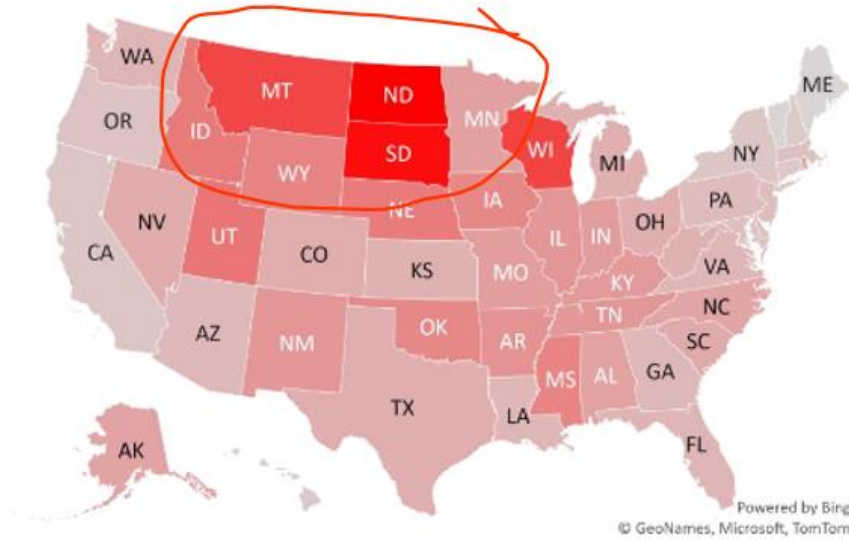 WA
MT
ND
ME
OR
ID
MN
SD
WI
WY
MI
NY
NE
IA
PA
NV
UT
IL
IN
OH
CA
CO
KS
MO
KY
VA
AZ
NM
OK
AR
TN
NC
SC
TX
MS
AL
GA
LA
AK
FL
Powered by Bing
© GeoNames, Microsoft, TomTom